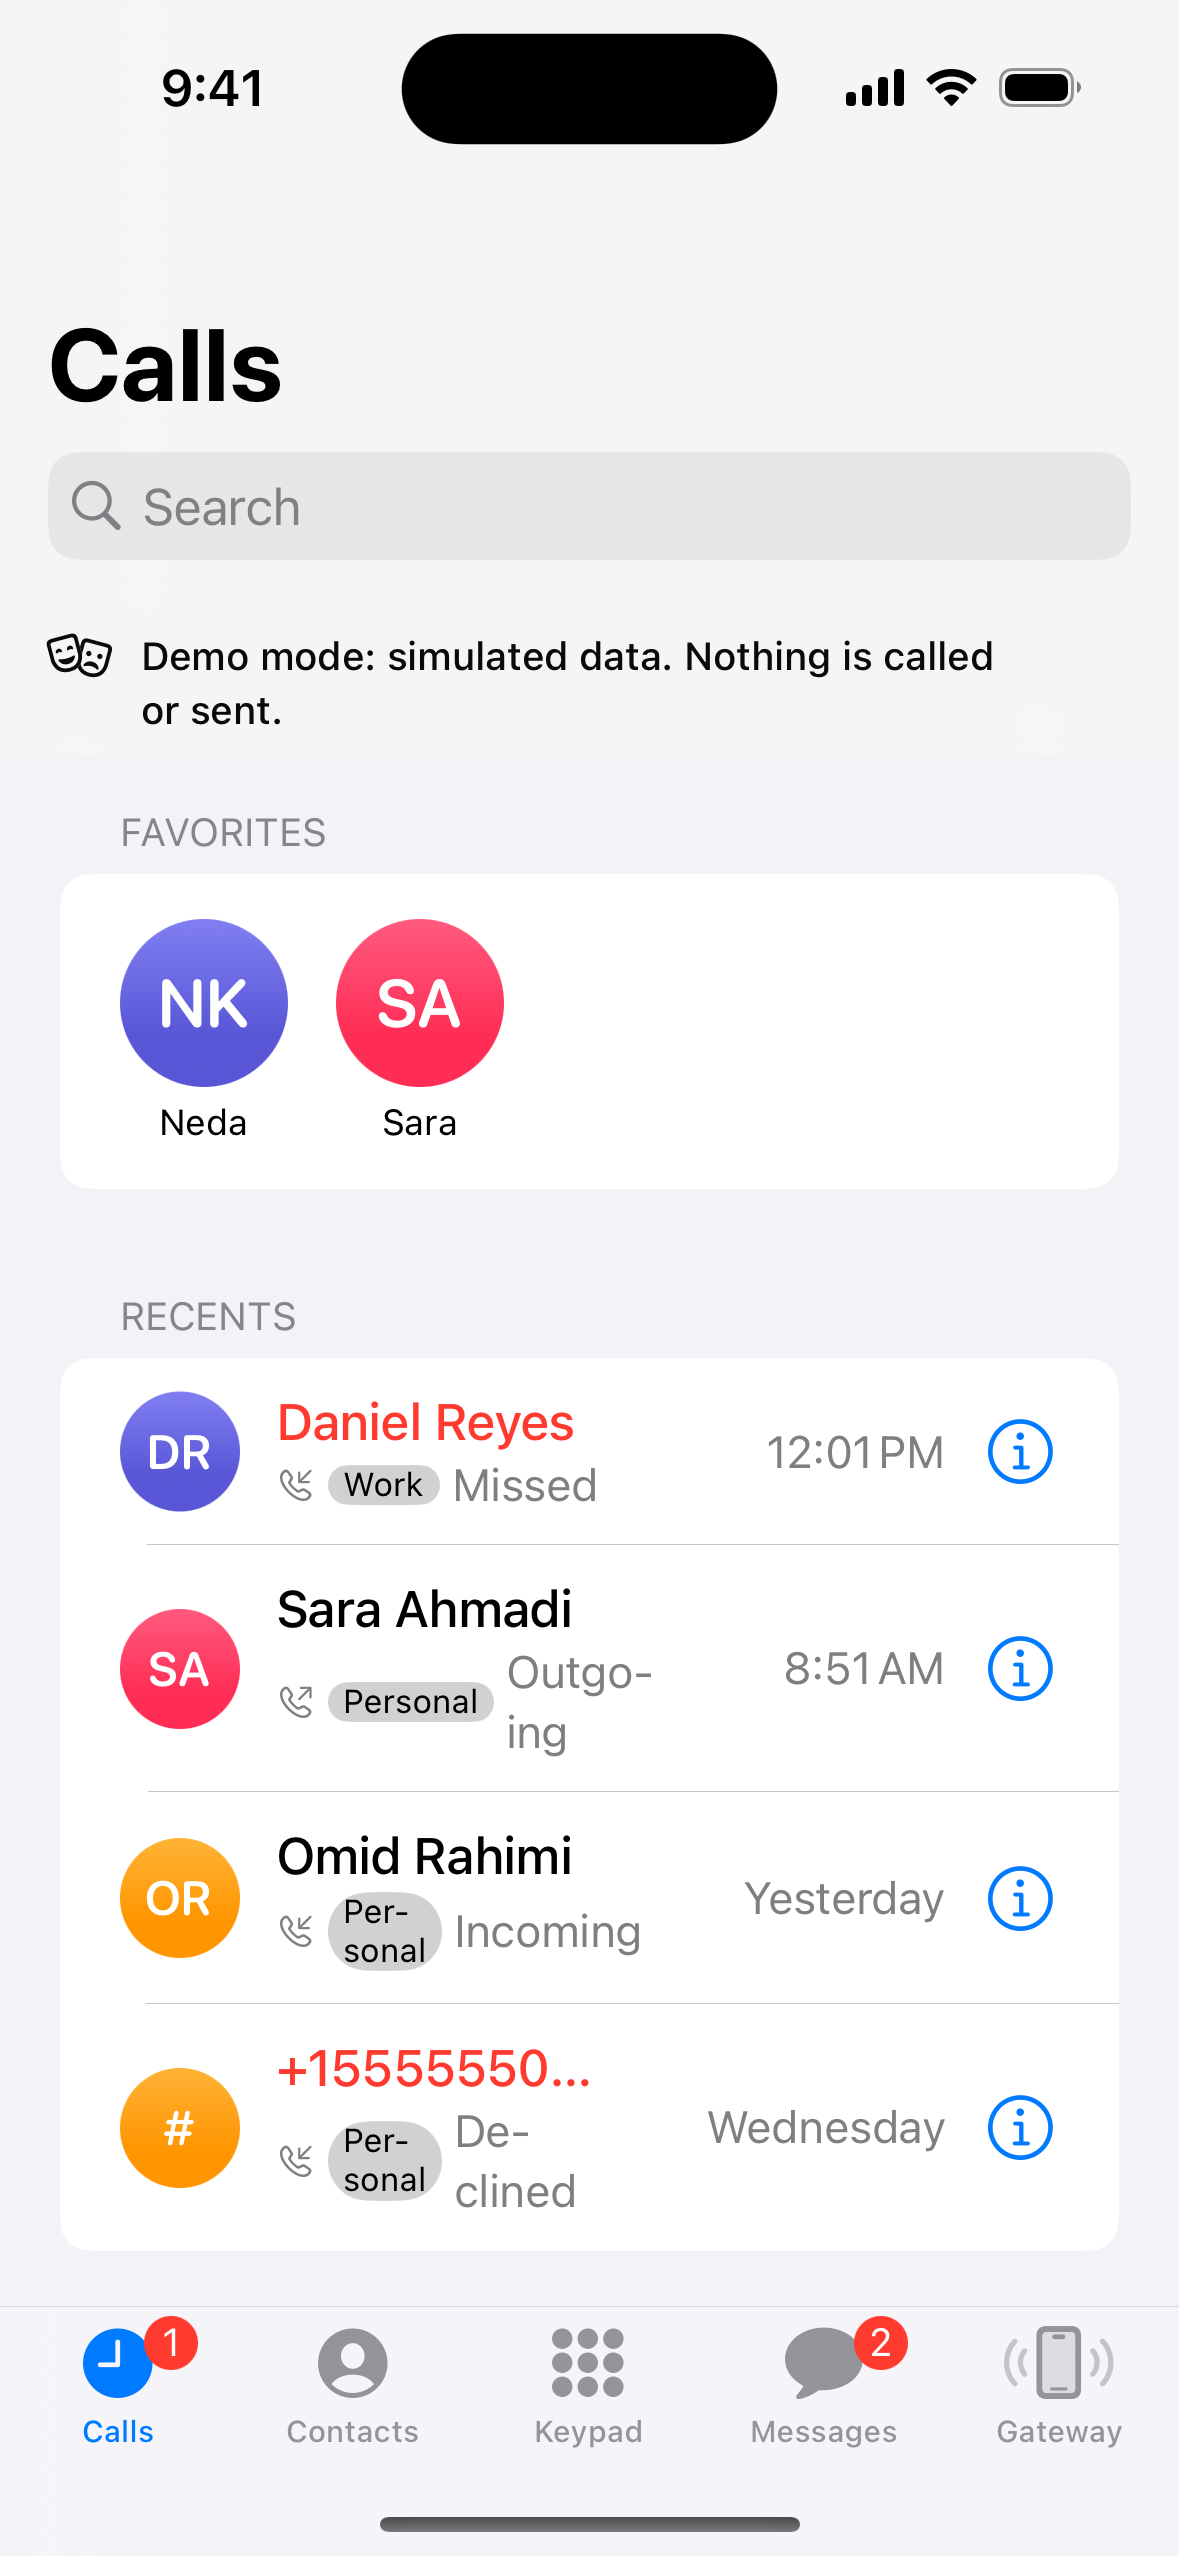 9:41
Calls
Search
Demo mode: simulated data. Nothing is called
or sent.
FAVORITES
NK
SA
Neda
Sara
RECENTS
DR
Daniel Reyes
Work
Missed
12:01 PM
SA
Sara Ahmadi
Personal
Outgo-
ing
8:51 AM
OR
Omid Rahimi
Per-
sonal
Incoming
Yesterday
#
+15555550...
Per-
sonal
De-
clined
Wednesday
1
2
Calls
Contacts
Keypad
Messages
Gateway